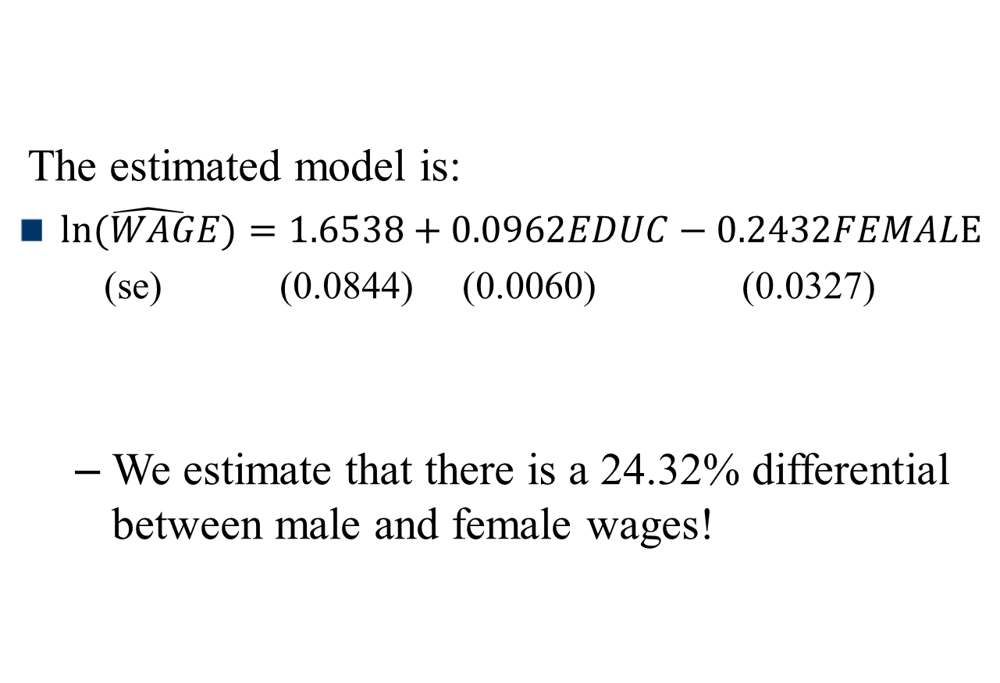 The estimated model is:
■ ln(\widehat{WAGE}) = 1.6538 + 0.0962EDUC − 0.2432FEMALE
(se) (0.0844) (0.0060) (0.0327)
– We estimate that there is a 24.32% differential
between male and female wages!